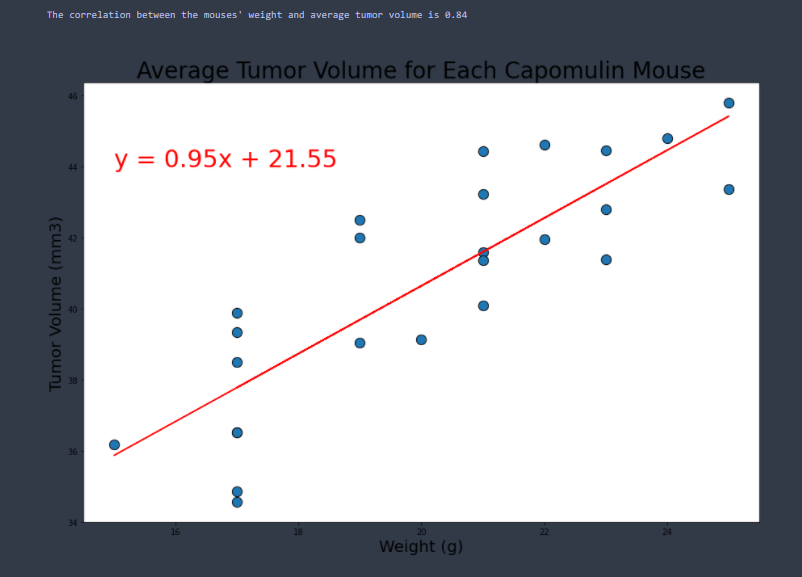 The correlation between the mouses' weight and average tumor volume is 0.84
Average Tumor Volume for Each Capomulin Mouse
46
y = 0.95x + 21.55
44
42
40
38
36
34
Tumor Volume (mm3)
16
18
20
22
24
Weight (g)